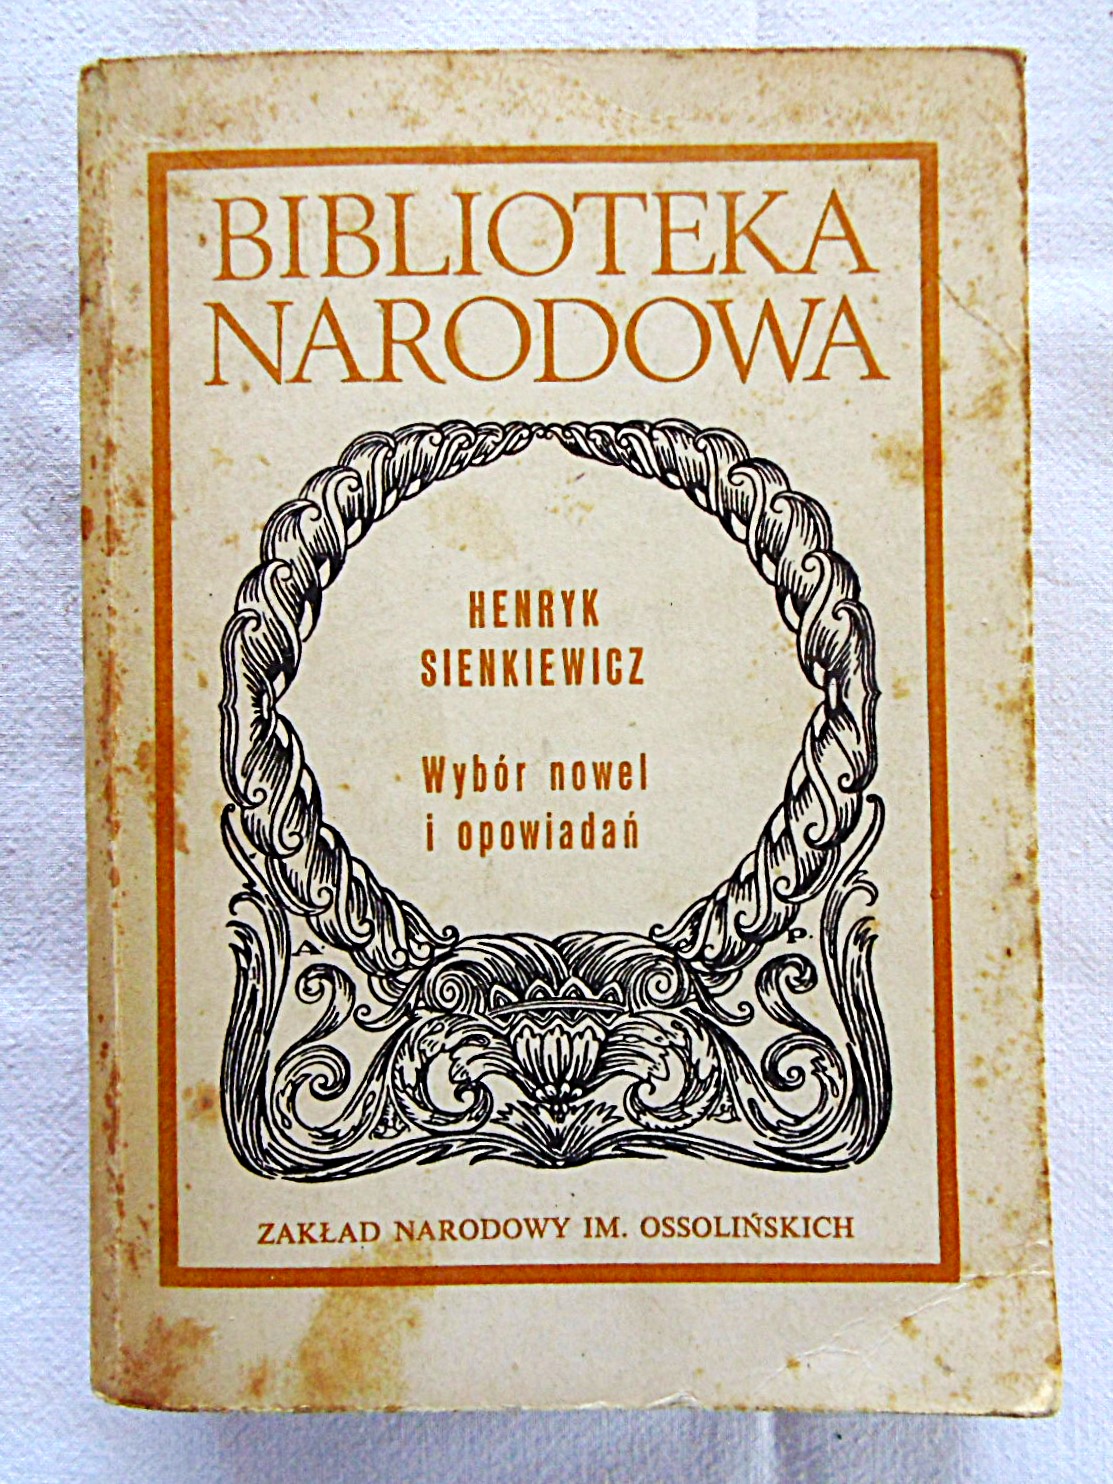 BIBLIOTEKA
NARODOWA
HENRYK
SIENKIEWICZ
Wybór nowel
i opowiadań
A. P.
ZAKŁAD NARODOWY IM. OSSOLIŃSKICH